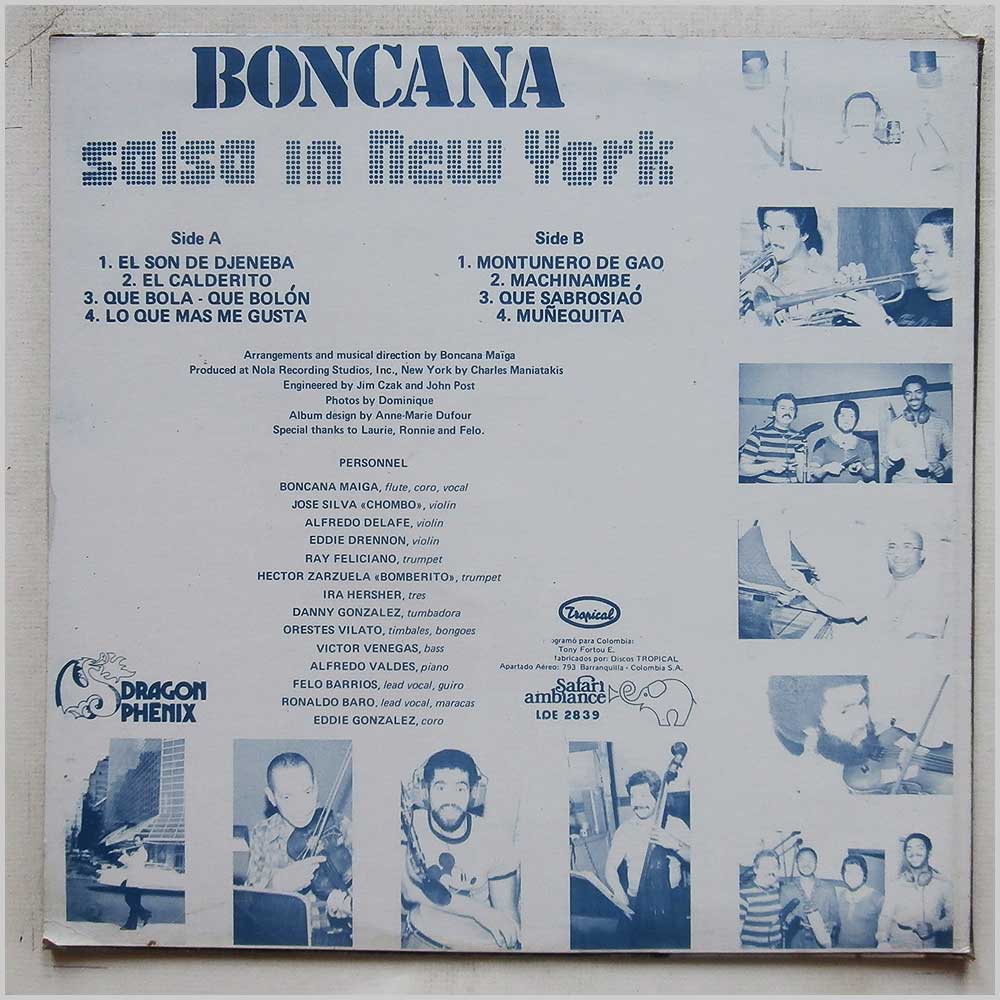 BONCANA
salsa in New York
Side A
1. EL SON DE DJENEBA
2. EL CALDERITO
3. QUE BOLA - QUE BOLÓN
4. LO QUE MAS ME GUSTA
Side B
1. MONTUNERO DE GAO
2. MACHINAMBE
3. QUE SABROSIAÓ
4. MUÑEQUITA
Arrangements and musical direction by Boncana Maïga
Produced at Nola Recording Studios, Inc., New York by Charles Maniatakis
Engineered by Jim Czak and John Post
Photos by Dominique
Album design by Anne-Marie Dufour
Special thanks to Laurie, Ronnie and Felo.
PERSONNEL
BONCANA MAIGA, flute, coro, vocal
JOSE SILVA «CHOMBO», violin
ALFREDO DELAFE, violin
EDDIE DRENNON, violin
RAY FELICIANO, trumpet
HECTOR ZARZUELA «BOMBERITO», trumpet
IRA HERSHER, tres
DANNY GONZALEZ, tumbadora
ORESTES VILATO, timbales, bongoes
VICTOR VENEGAS, bass
ALFREDO VALDES, piano
FELO BARRIOS, lead vocal, guiro
RONALDO BARO, lead vocal, maracas
EDDIE GONZALEZ, coro
DRAGON
PHENIX
Tropical
ogramó para Colombia:
Tony Fortou E.
fabricados por: Discos TROPICAL
Apartado Aéreo: 793 Barranquilla - Colombia S.A.
Safari
ambiance
LDE 2839